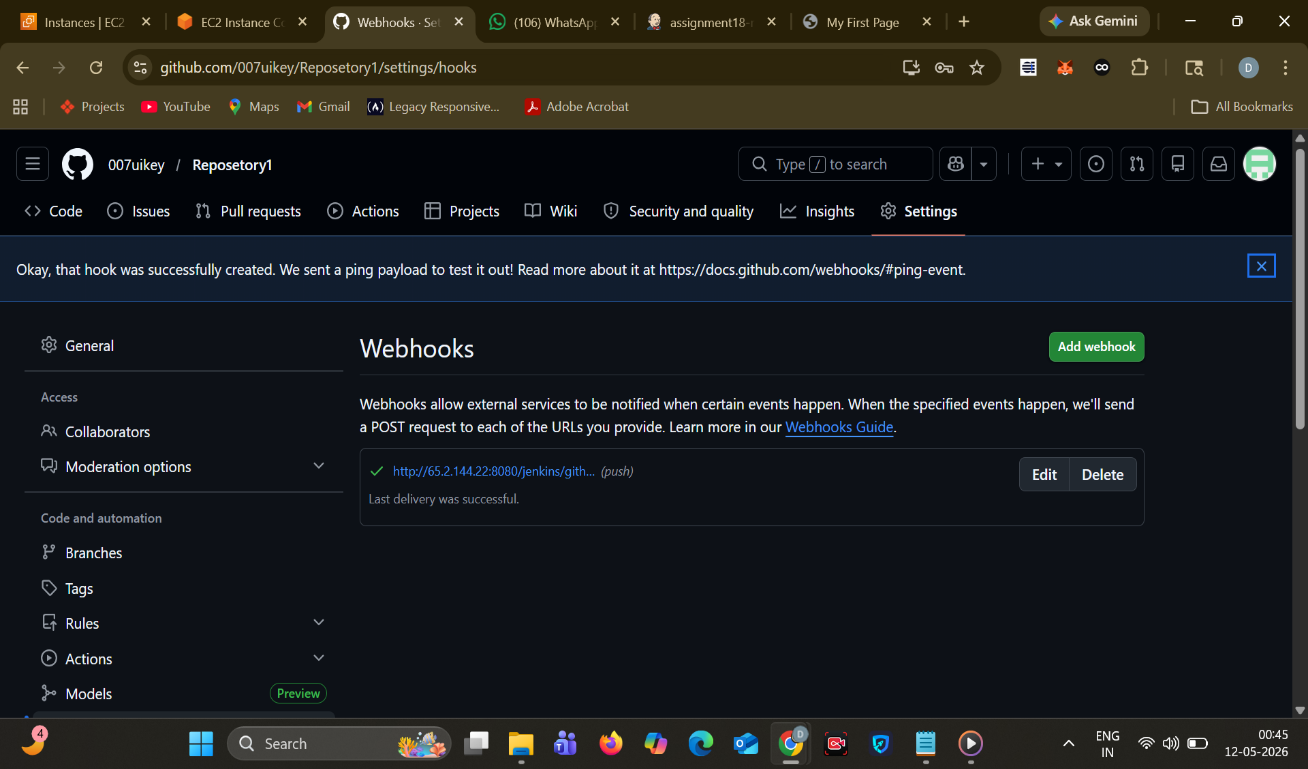 Instances | EC2
EC2 Instance Co
Webhooks · Set
(106) WhatsApp
assignment18-
My First Page
Ask Gemini
github.com/007uikey/Reposetory1/settings/hooks
D
Projects
YouTube
Maps
Gmail
Legacy Responsive...
Adobe Acrobat
All Bookmarks
007uikey / Reposetory1
Type / to search
Code
Issues
Pull requests
Actions
Projects
Wiki
Security and quality
Insights
Settings
Okay, that hook was successfully created. We sent a ping payload to test it out! Read more about it at https://docs.github.com/webhooks/#ping-event.
General
Access
Collaborators
Moderation options
Code and automation
Branches
Tags
Rules
Actions
Models
Preview
Webhooks
Add webhook
Webhooks allow external services to be notified when certain events happen. When the specified events happen, we'll send
a POST request to each of the URLs you provide. Learn more in our Webhooks Guide.
http://65.2.144.22:8080/jenkins/gith... (push)
Last delivery was successful.
Edit
Delete
4
Search
D
ENG
IN
00:45
12-05-2026